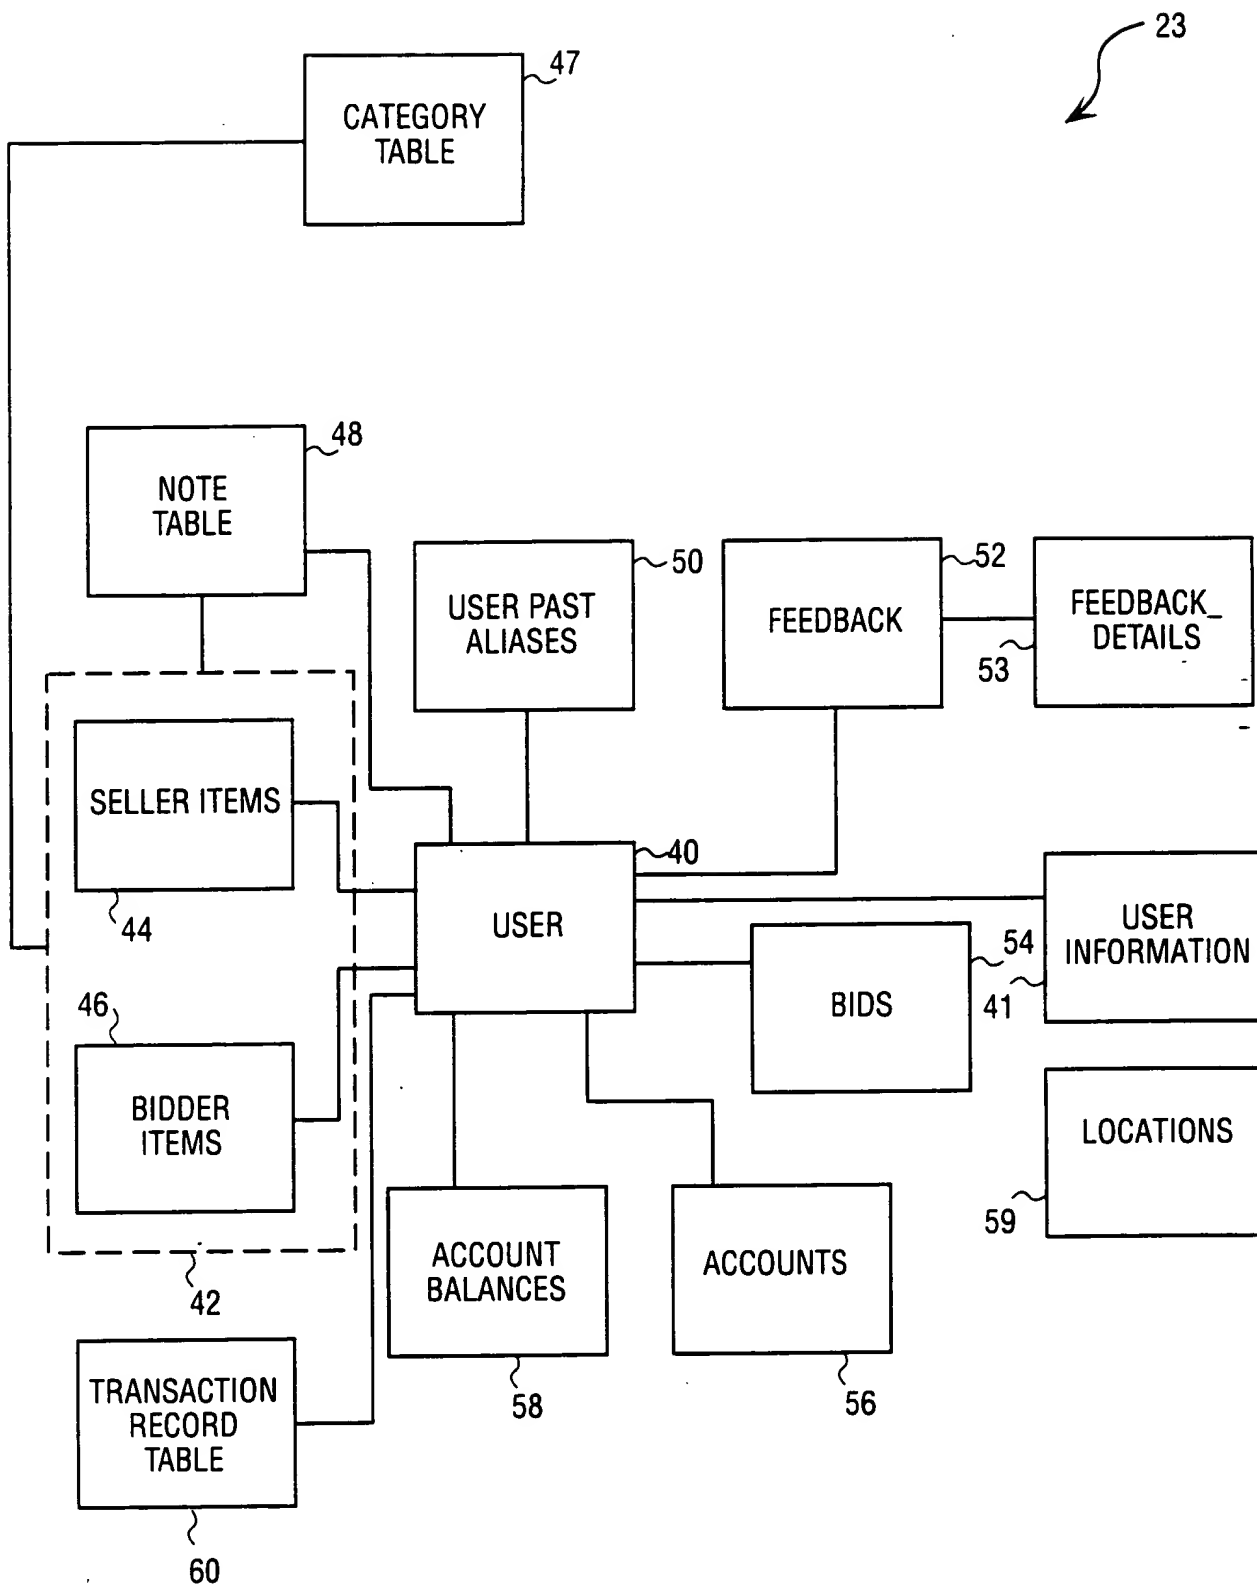 23
47
CATEGORY
TABLE
48
NOTE
TABLE
50
USER PAST
ALIASES
52
FEEDBACK
53
FEEDBACK_
DETAILS
SELLER ITEMS
44
40
USER
54
BIDS
41
USER
INFORMATION
46
BIDDER
ITEMS
42
LOCATIONS
59
ACCOUNT
BALANCES
58
ACCOUNTS
56
TRANSACTION
RECORD
TABLE
60